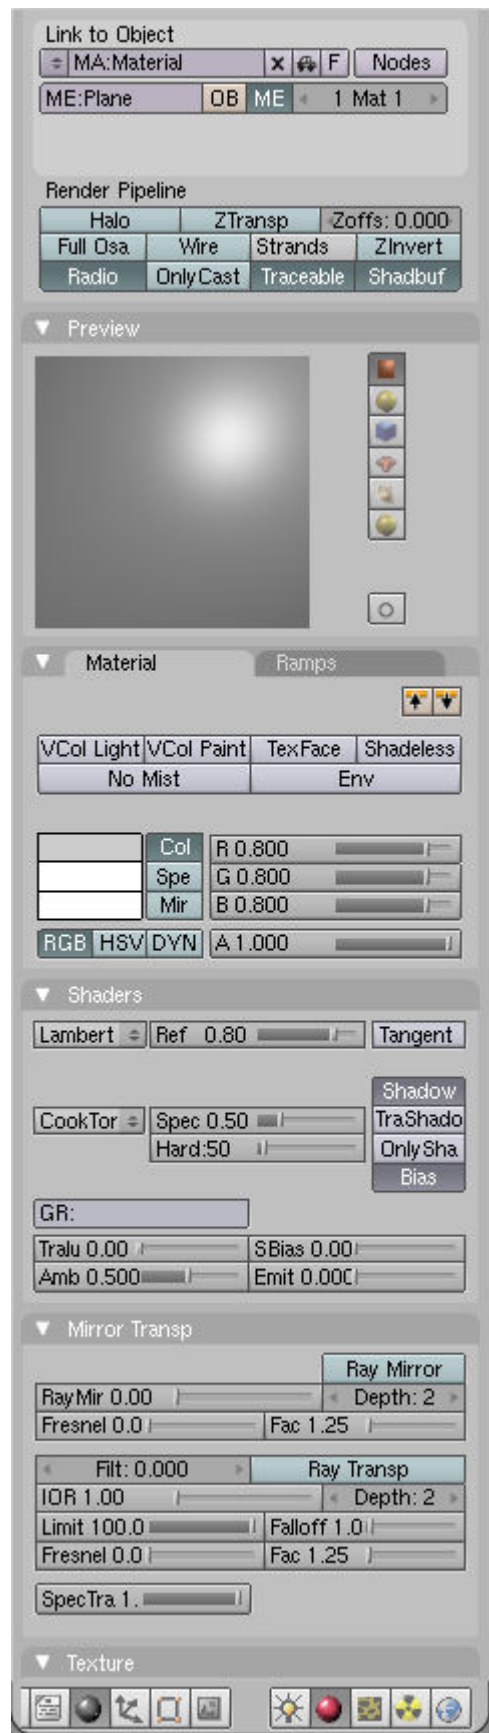 Link to Object
MA:Material X F Nodes
ME:Plane OB ME 1 Mat 1
Render Pipeline
Halo ZTransp Zoffs: 0.000
Full Osa Wire Strands ZInvert
Radio OnlyCast Traceable Shadbuf
Preview
Material Ramps
VCol Light VCol Paint TexFace Shadeless
No Mist Env
Col R 0.800
Spe G 0.800
Mir B 0.800
RGB HSV DYN A 1.000
Shaders
Lambert Ref 0.80 Tangent
Shadow
CookTor Spec 0.50 TraShado
Hard:50 OnlySha
Bias
GR:
Tralu 0.00 SBias 0.00
Amb 0.500 Emit 0.000
Mirror Transp
Ray Mirror
RayMir 0.00 Depth: 2
Fresnel 0.0 Fac 1.25
Filt: 0.000 Ray Transp
IOR 1.00 Depth: 2
Limit 100.0 Falloff 1.0
Fresnel 0.0 Fac 1.25
SpecTra 1.
Texture